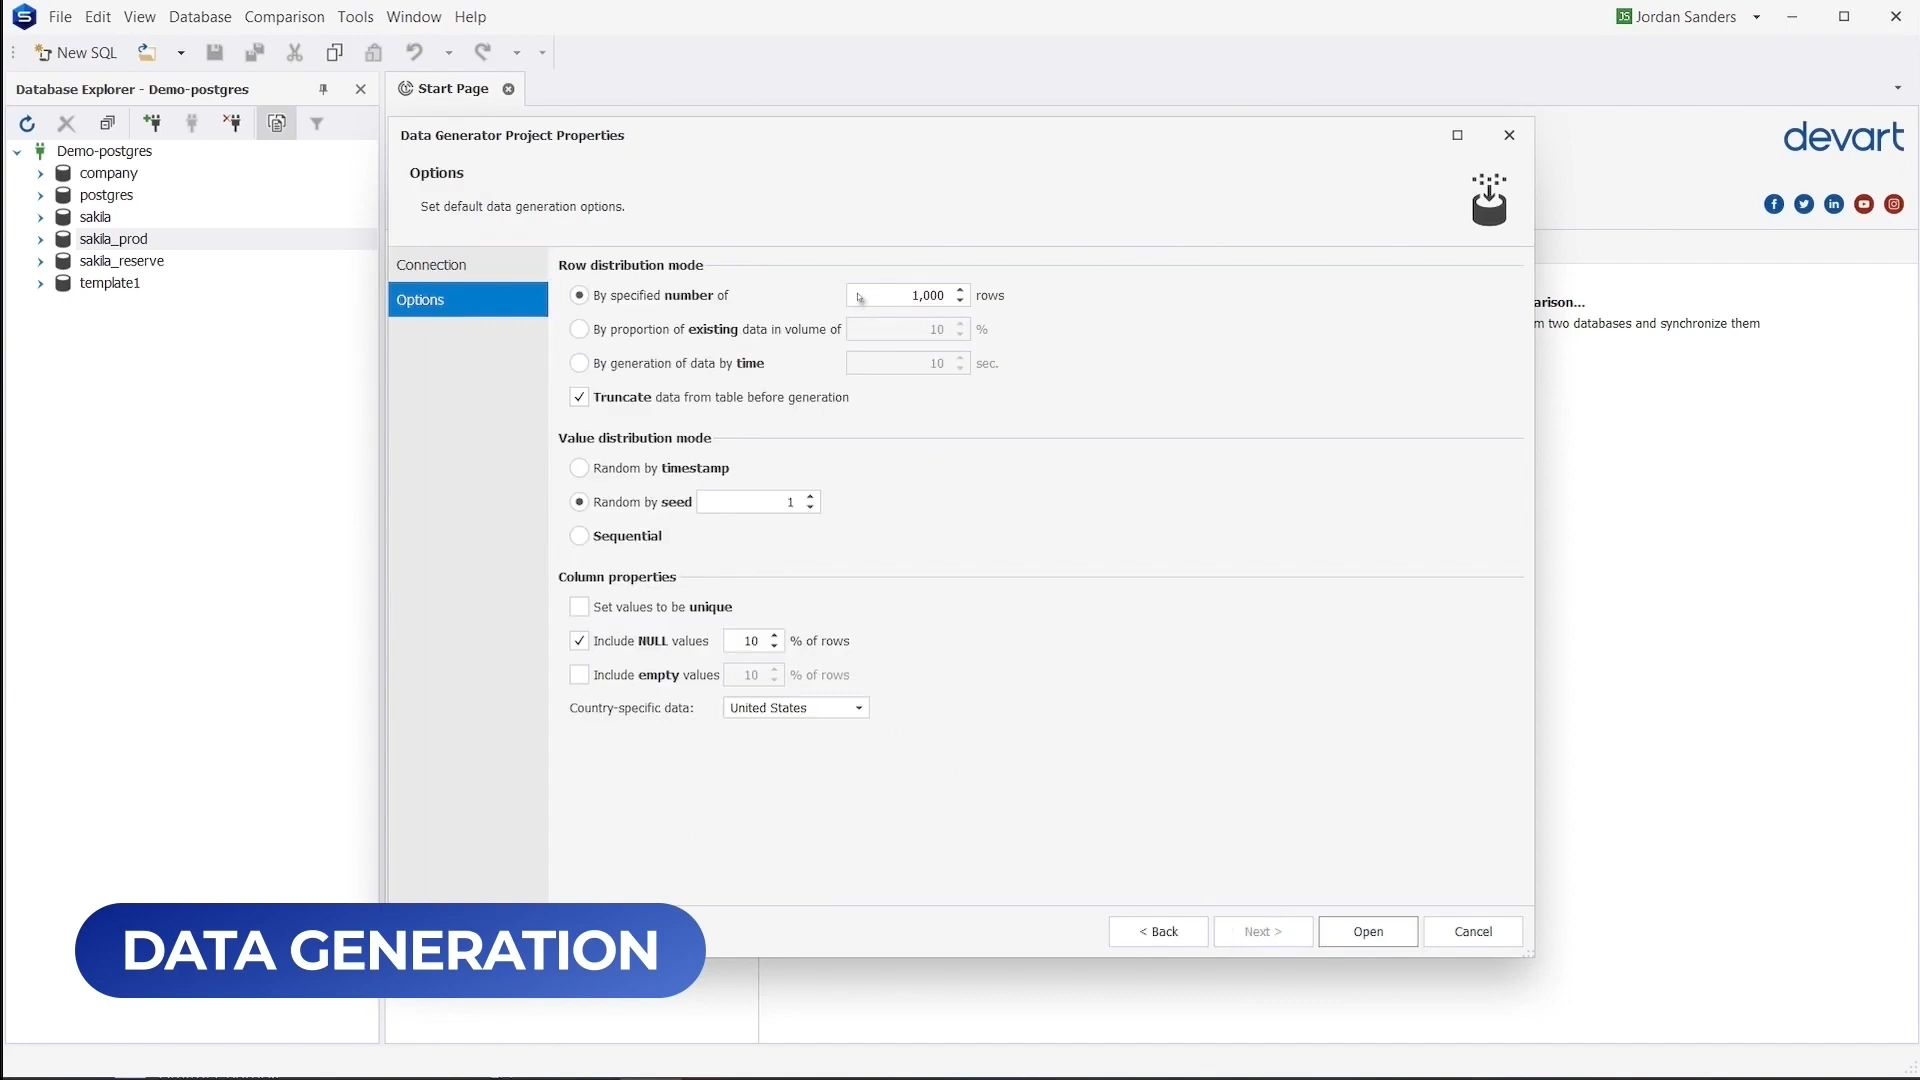 File Edit View Database Comparison Tools Window Help
JS Jordan Sanders
New SQL
Database Explorer - Demo-postgres
Start Page
Demo-postgres
company
postgres
sakila
sakila_prod
sakila_reserve
template1
devart
Data Generator Project Properties
Options
Set default data generation options.
Connection
Options
Row distribution mode
By specified number of 1,000 rows
By proportion of existing data in volume of 10 %
By generation of data by time 10 sec.
Truncate data from table before generation
Value distribution mode
Random by timestamp
Random by seed 1
Sequential
Column properties
Set values to be unique
Include NULL values 10 % of rows
Include empty values 10 % of rows
Country-specific data: United States
arison...
m two databases and synchronize them
< Back Next > Open Cancel
DATA GENERATION